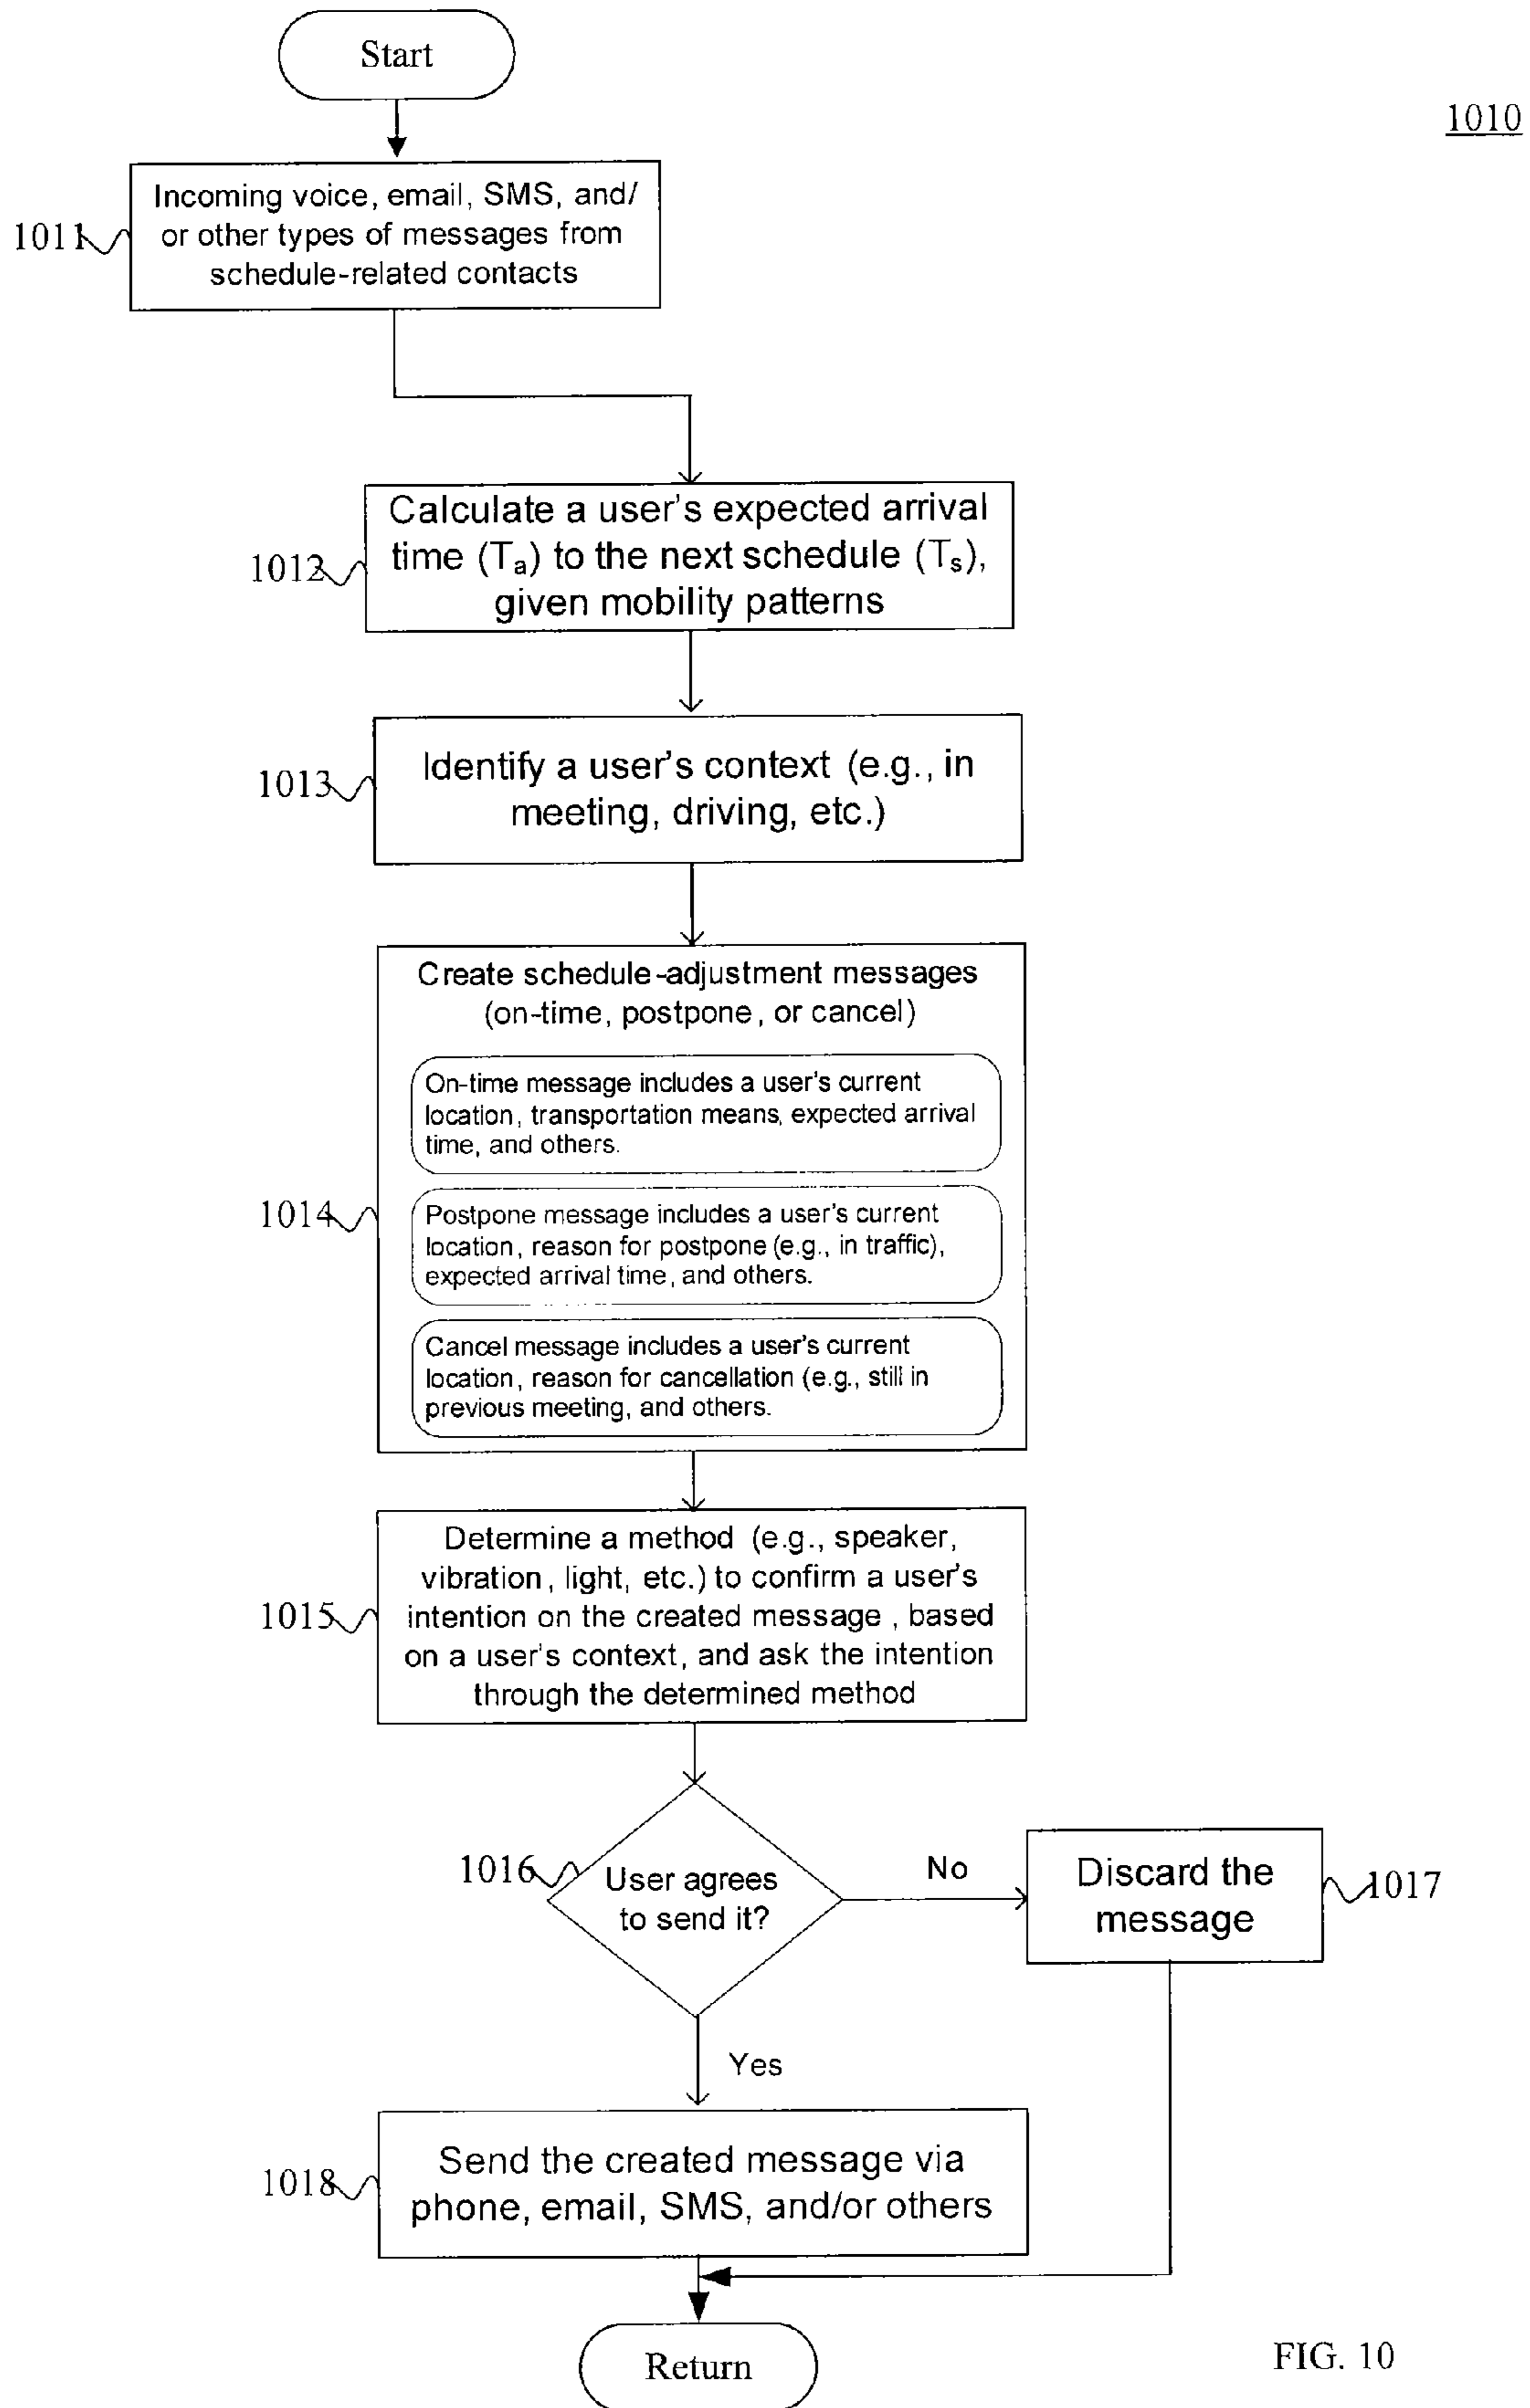 Start
1010
Incoming voice, email, SMS, and/
or other types of messages from
schedule-related contacts
1011
Calculate a user's expected arrival
time (Ta) to the next schedule (Ts),
given mobility patterns
1012
Identify a user's context (e.g., in
meeting, driving, etc.)
1013
Create schedule-adjustment messages
(on-time, postpone, or cancel)
On-time message includes a user's current
location, transportation means, expected arrival
time, and others.
Postpone message includes a user's current
location, reason for postpone (e.g., in traffic),
expected arrival time, and others.
1014
Cancel message includes a user's current
location, reason for cancellation (e.g., still in
previous meeting, and others.
Determine a method (e.g., speaker,
vibration, light, etc.) to confirm a user's
intention on the created message , based
on a user's context, and ask the intention
through the determined method
1015
1016
User agrees
to send it?
No
Discard the
message
1017
Yes
Send the created message via
phone, email, SMS, and/or others
1018
Return
FIG. 10